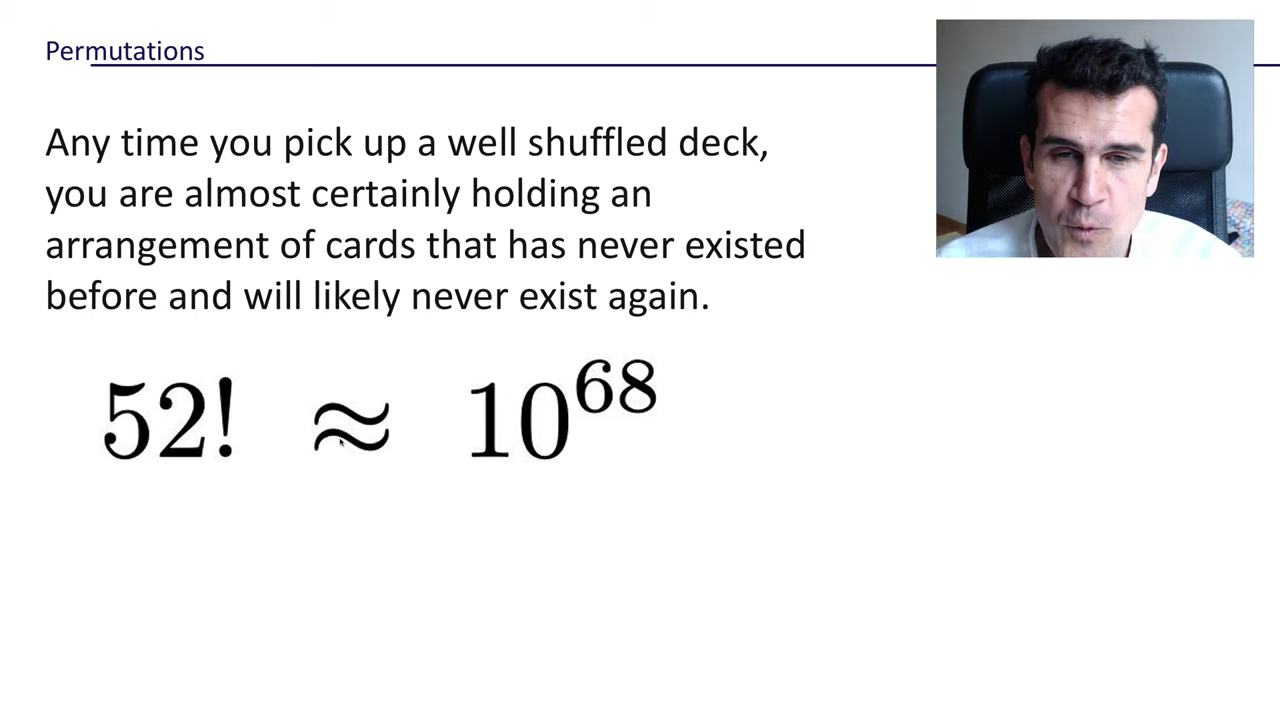 Permutations
Any time you pick up a well shuffled deck,
you are almost certainly holding an
arrangement of cards that has never existed
before and will likely never exist again.
52! ≈ 10^68